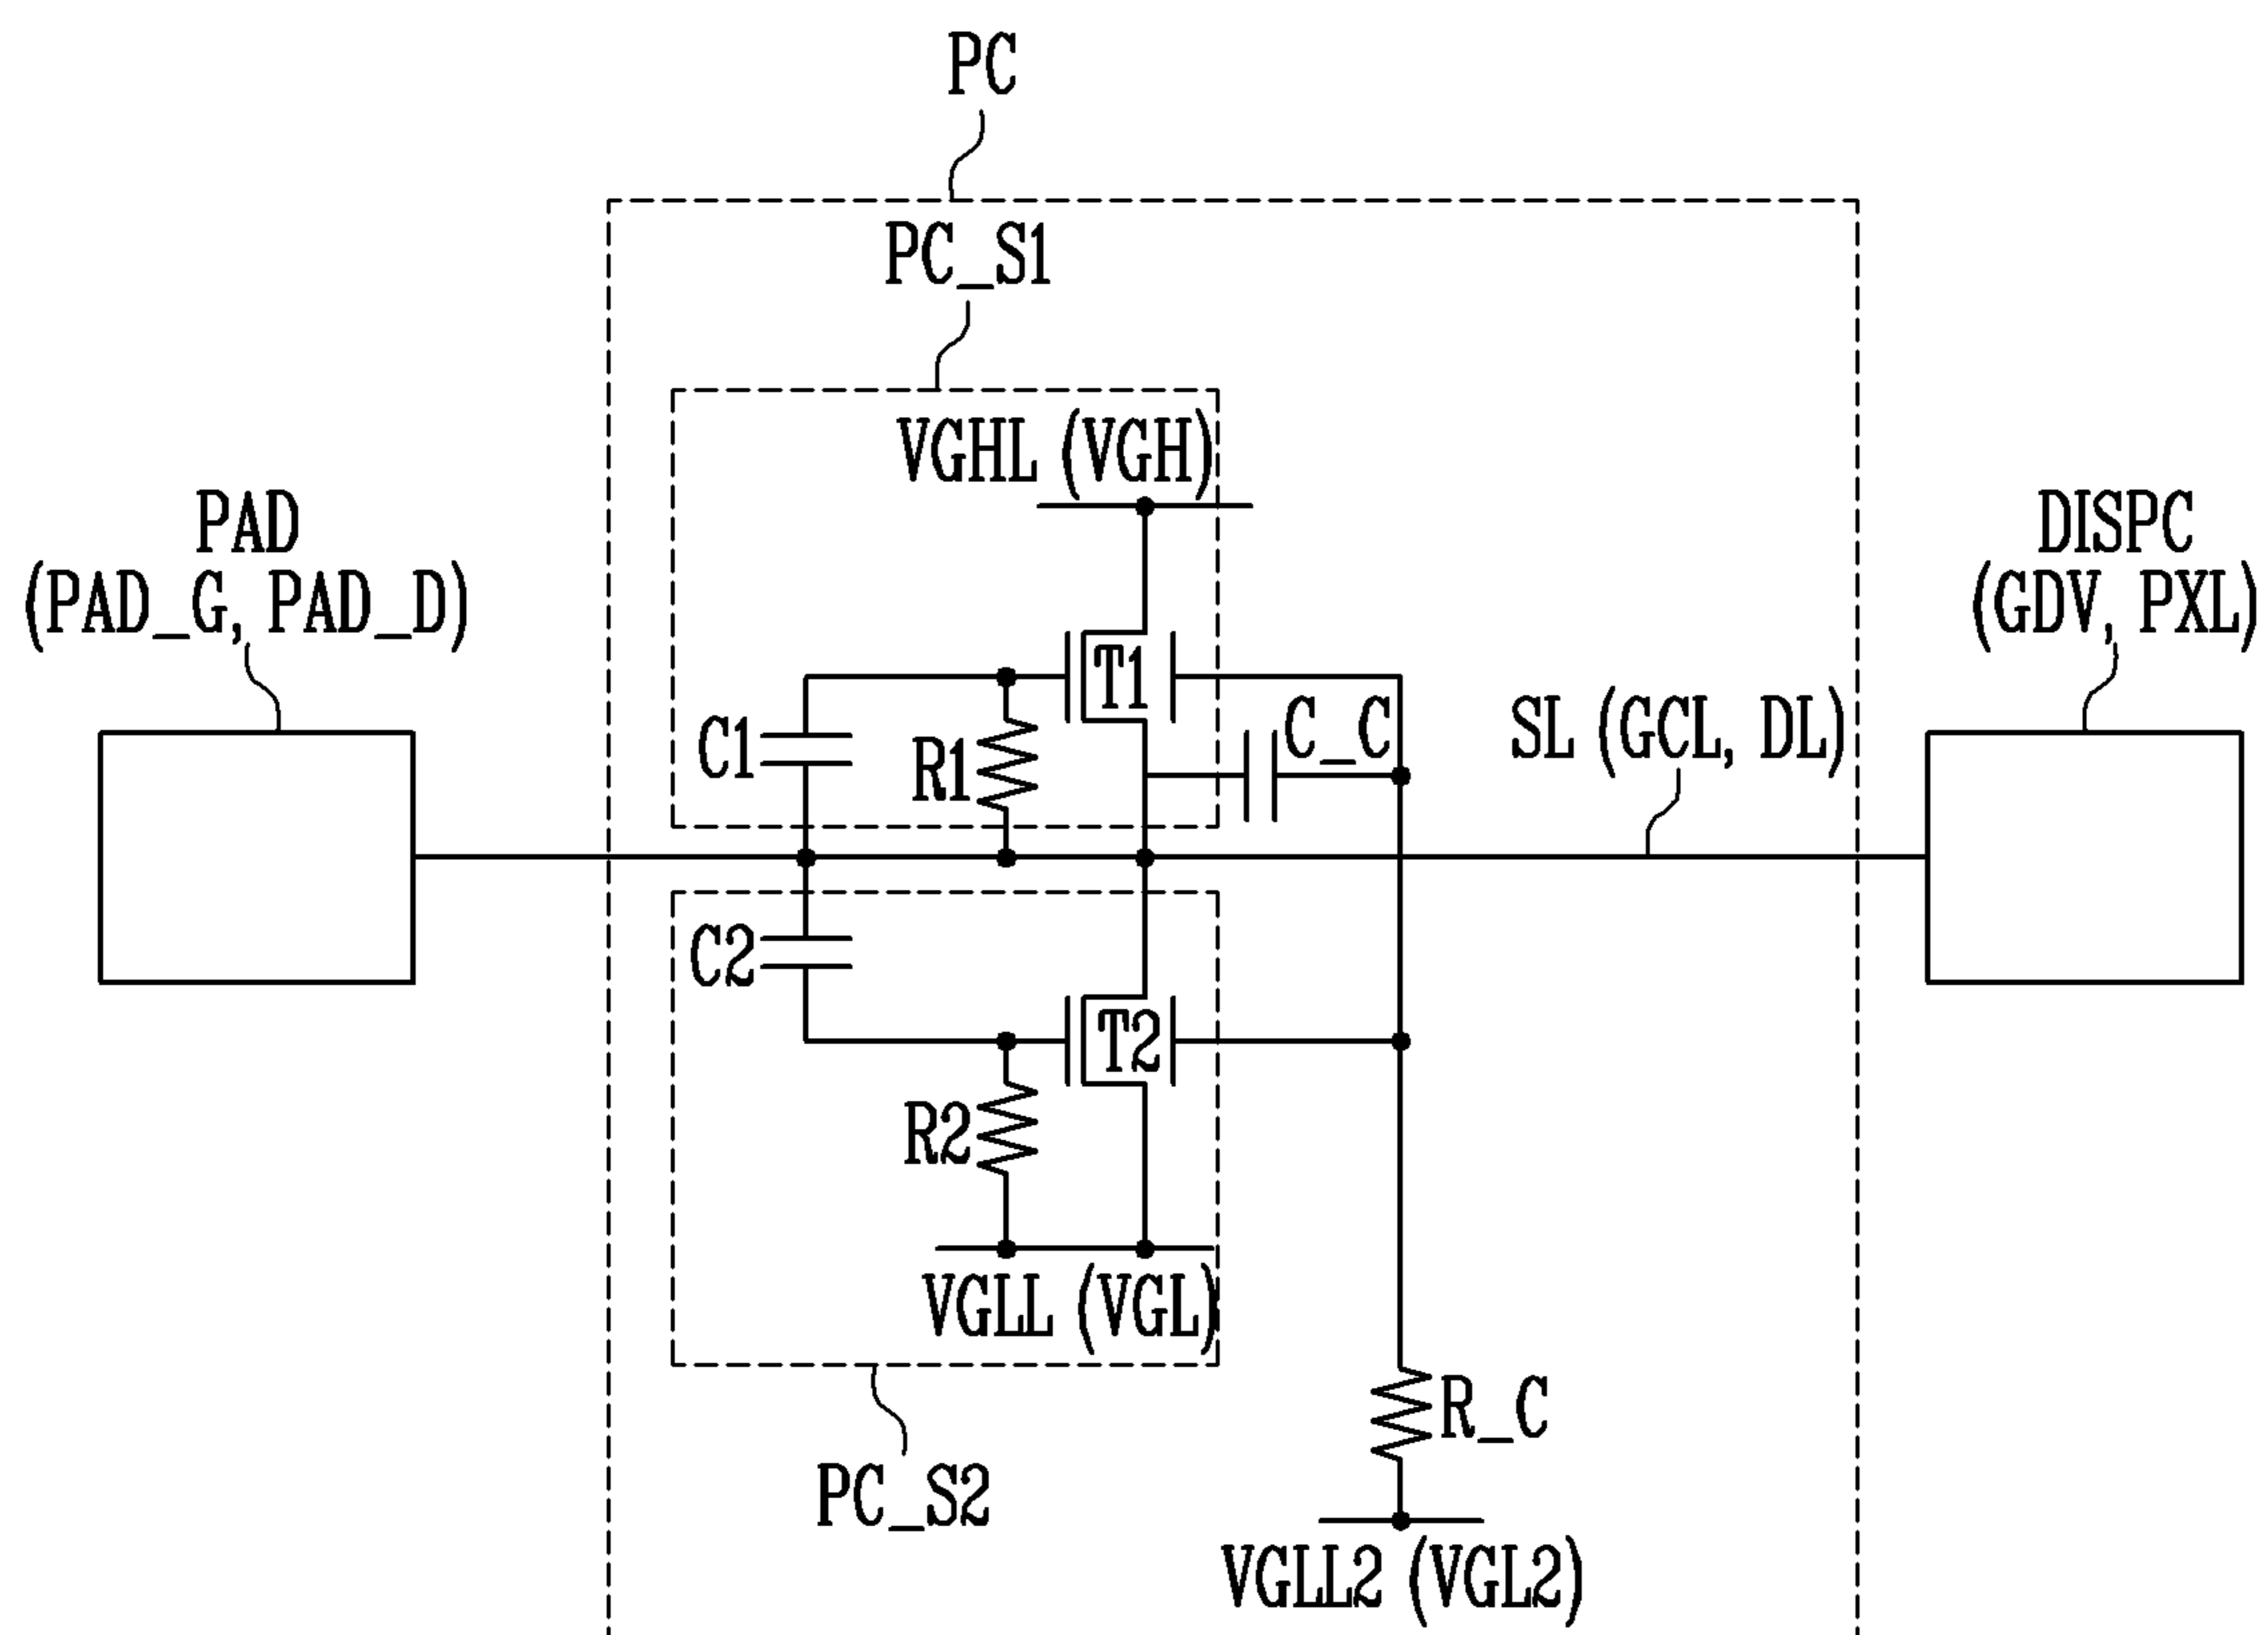 PC
PC_S1
VGHL (VGH)
PAD
(PAD_G, PAD_D)
DISPC
(GDV, PXL)
T1
C1
R1
C_C
SL (GCL, DL)
C2
T2
R2
VGLL (VGL)
R_C
PC_S2
VGLL2 (VGL2)